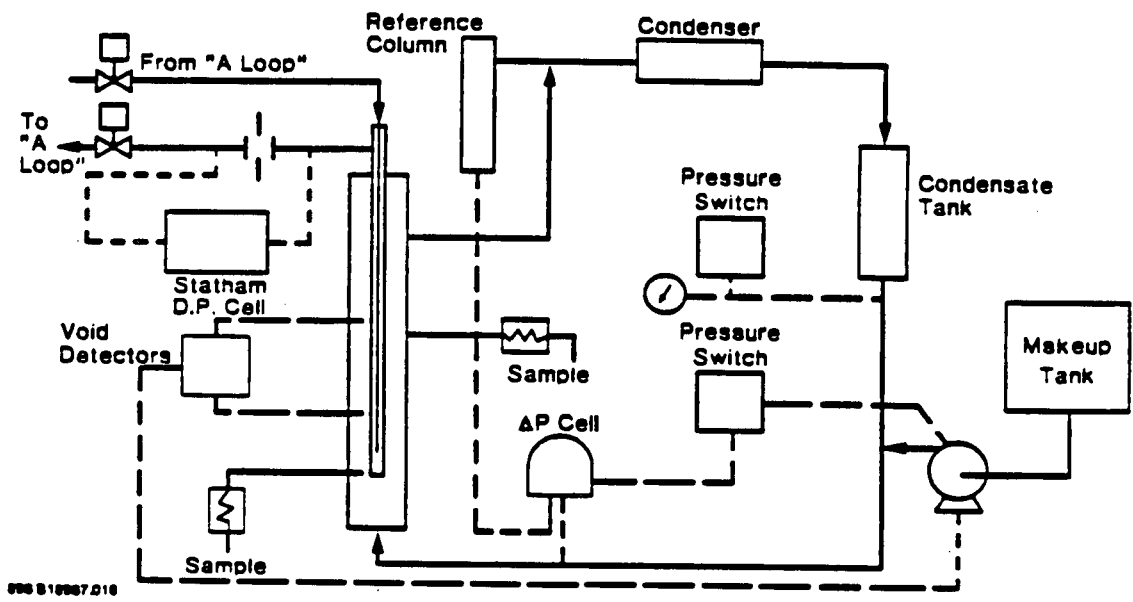 Reference
Column
Condenser
From "A Loop"
To
"A
Loop"
Pressure
Switch
Condensate
Tank
Statham
D.P. Cell
Void
Detectors
Pressure
Switch
Makeup
Tank
Sample
ΔP Cell
Sample